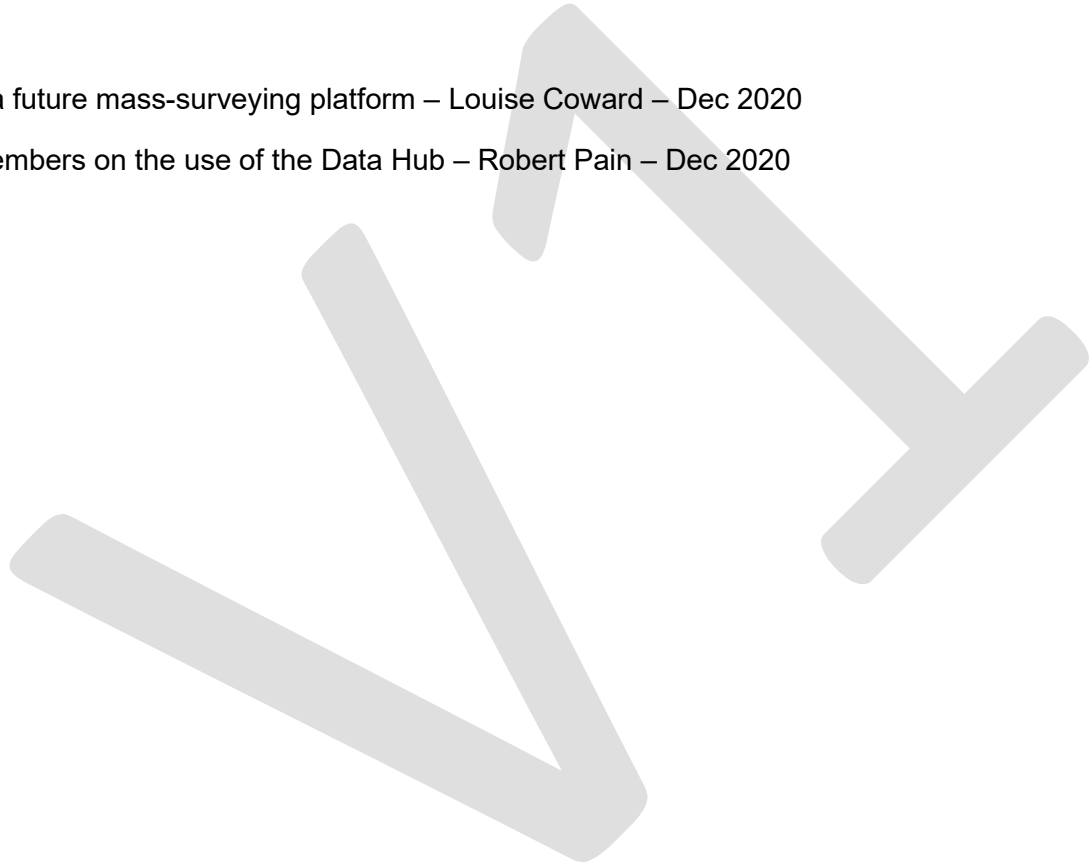 a future mass-surveying platform – Louise Coward – Dec 2020
embers on the use of the Data Hub – Robert Pain – Dec 2020
V1